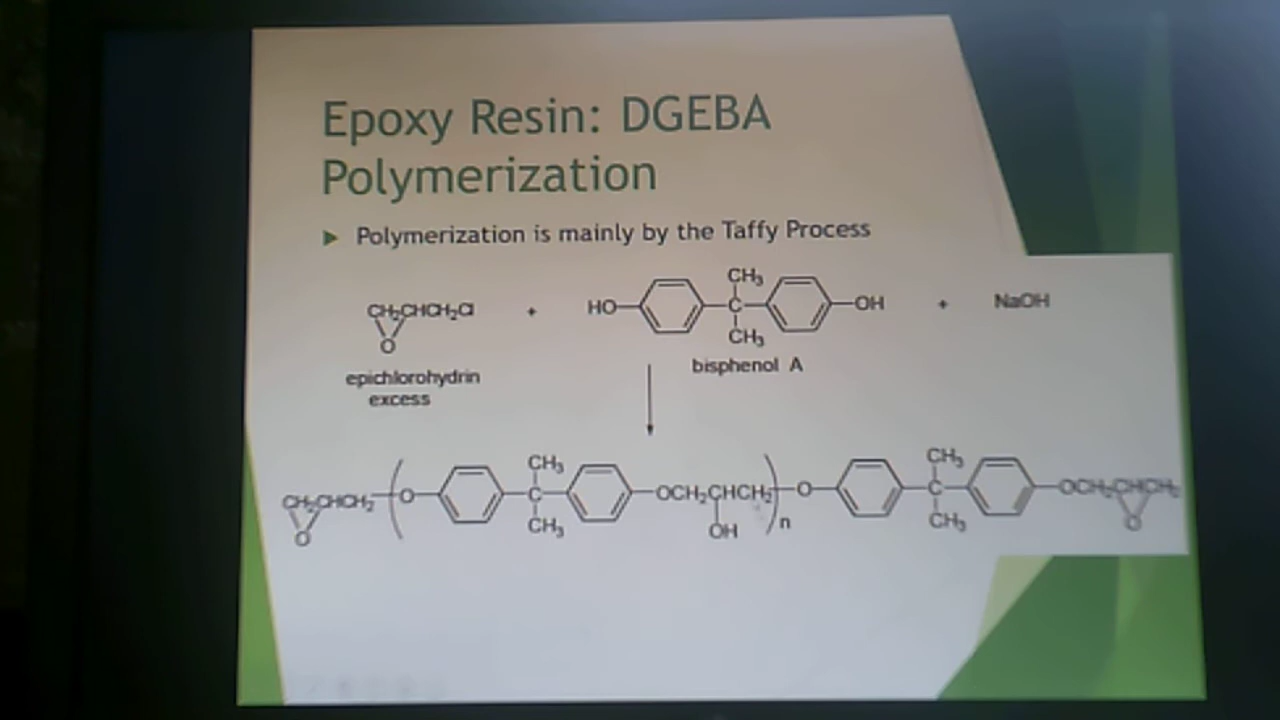 Epoxy Resin: DGEBA
Polymerization
Polymerization is mainly by the Taffy Process
CH₂CHCH₂Cl + HO C CH₃ CH₃ OH + NaOH
O
epichlorohydrin
excess
bisphenol A
CH₂CHCH₂ O ( O C CH₃ CH₃ OCH₂CHCH₂ OH )n O C CH₃ CH₃ OCH₂CHCH₂ O